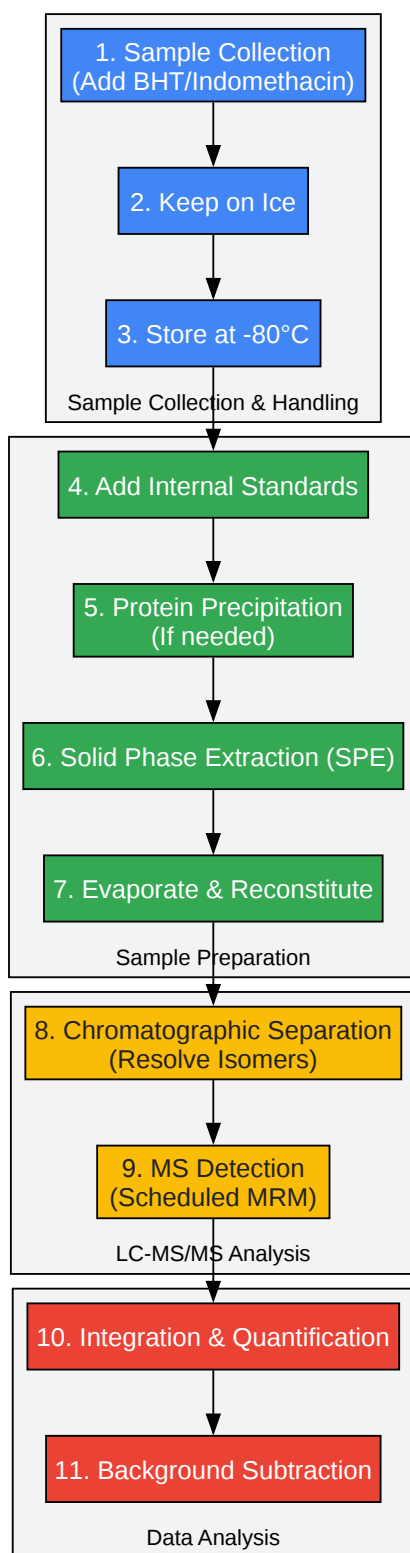 1. Sample Collection
(Add BHT/Indomethacin)
2. Keep on Ice
3. Store at -80°C
Sample Collection & Handling
4. Add Internal Standards
5. Protein Precipitation
(If needed)
6. Solid Phase Extraction (SPE)
7. Evaporate & Reconstitute
Sample Preparation
8. Chromatographic Separation
(Resolve Isomers)
9. MS Detection
(Scheduled MRM)
LC-MS/MS Analysis
10. Integration & Quantification
11. Background Subtraction
Data Analysis